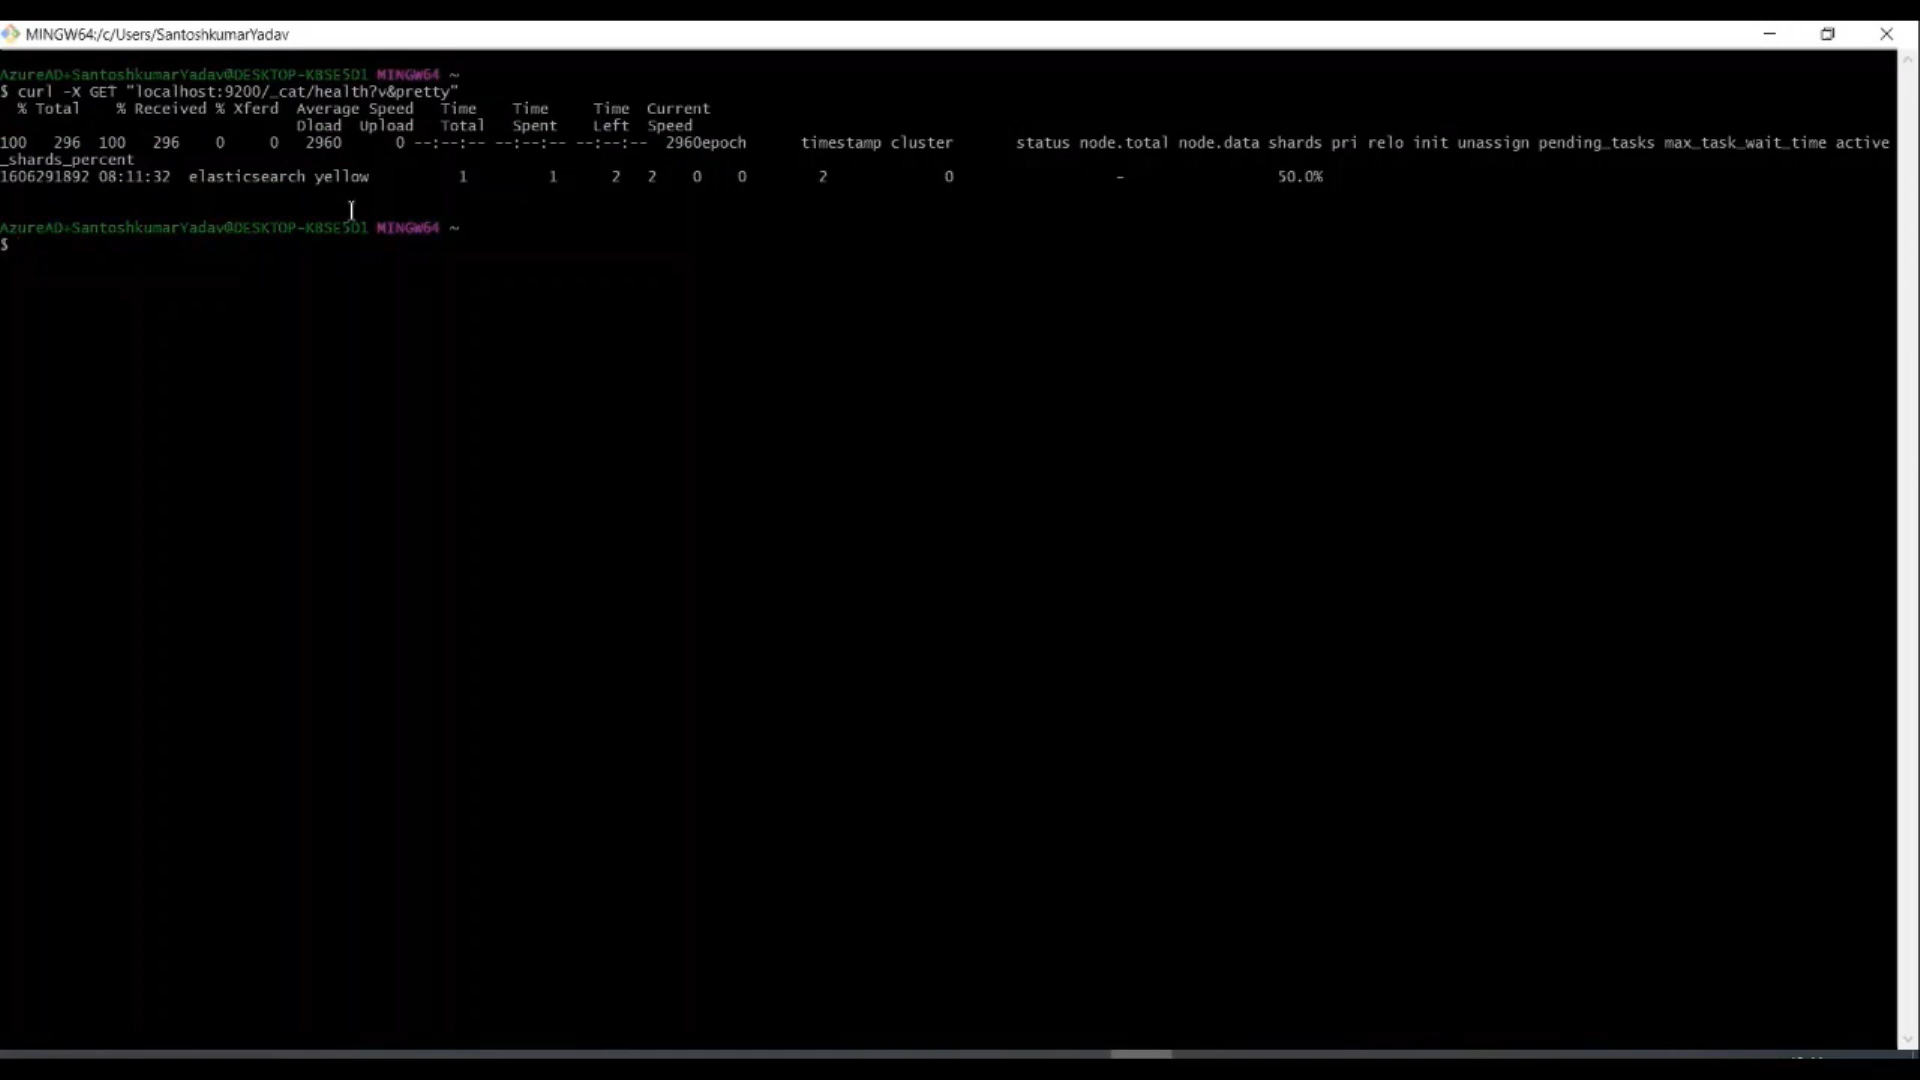 MINGW64:/c/Users/SantoshkumarYadav
AzureAD+SantoshkumarYadav@DESKTOP-KBSE5D1 MINGW64 ~
$ curl -X GET "localhost:9200/_cat/health?v&pretty"
% Total % Received % Xferd Average Speed Time Time Time Current
Dload Upload Total Spent Left Speed
100 296 100 296 0 0 2960 0 --:--:-- --:--:-- --:--:-- 2960epoch timestamp cluster status node.total node.data shards pri relo init unassign pending_tasks max_task_wait_time active
_shards_percent
1606291892 08:11:32 elasticsearch yellow 1 1 2 2 0 0 2 0 - 50.0%
AzureAD+SantoshkumarYadav@DESKTOP-KBSE5D1 MINGW64 ~
$